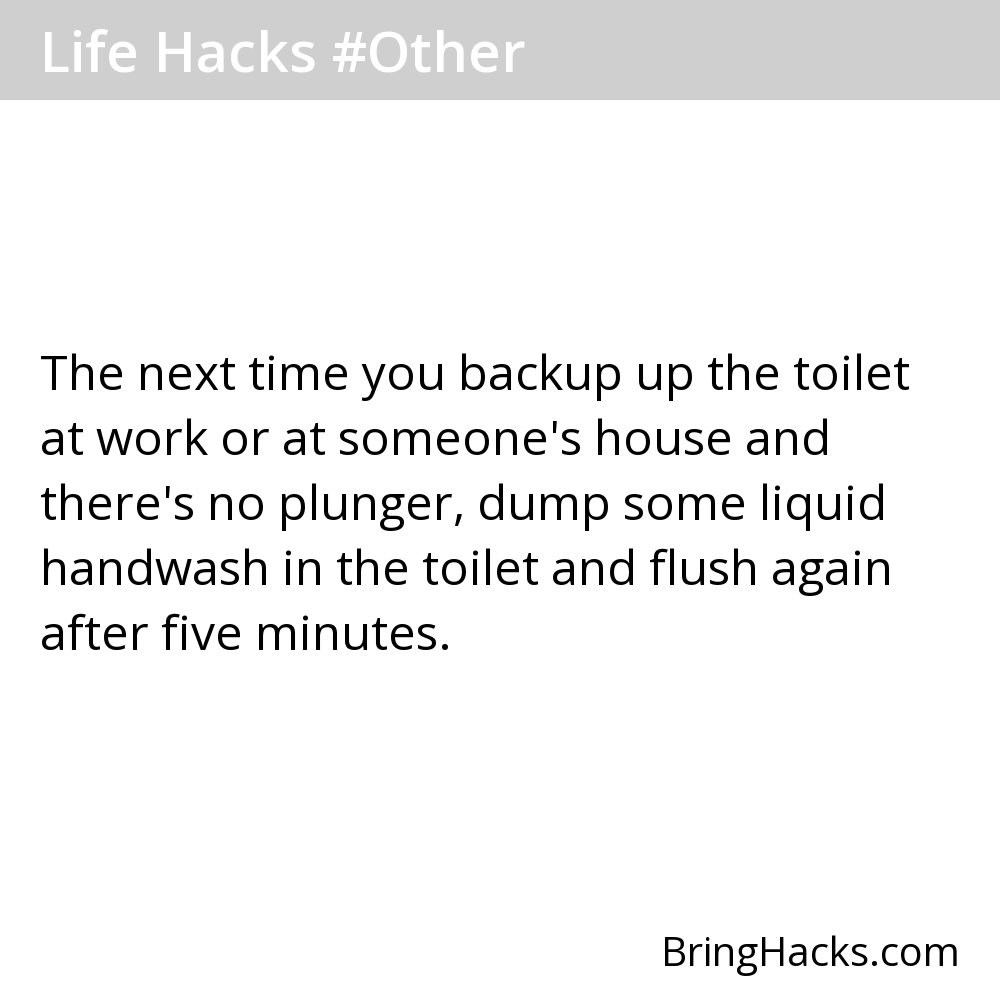 Life Hacks #Other
The next time you backup up the toilet
at work or at someone's house and
there's no plunger, dump some liquid
handwash in the toilet and flush again
after five minutes.
BringHacks.com